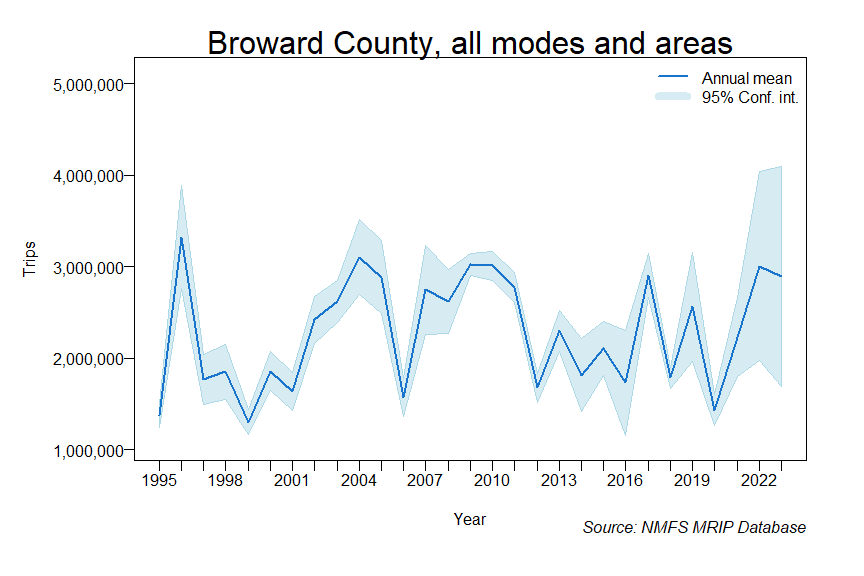 Broward County, all modes and areas
Annual mean
95% Conf. int.
5,000,000
4,000,000
3,000,000
2,000,000
1,000,000
Trips
1995 1998 2001 2004 2007 2010 2013 2016 2019 2022
Year
Source: NMFS MRIP Database